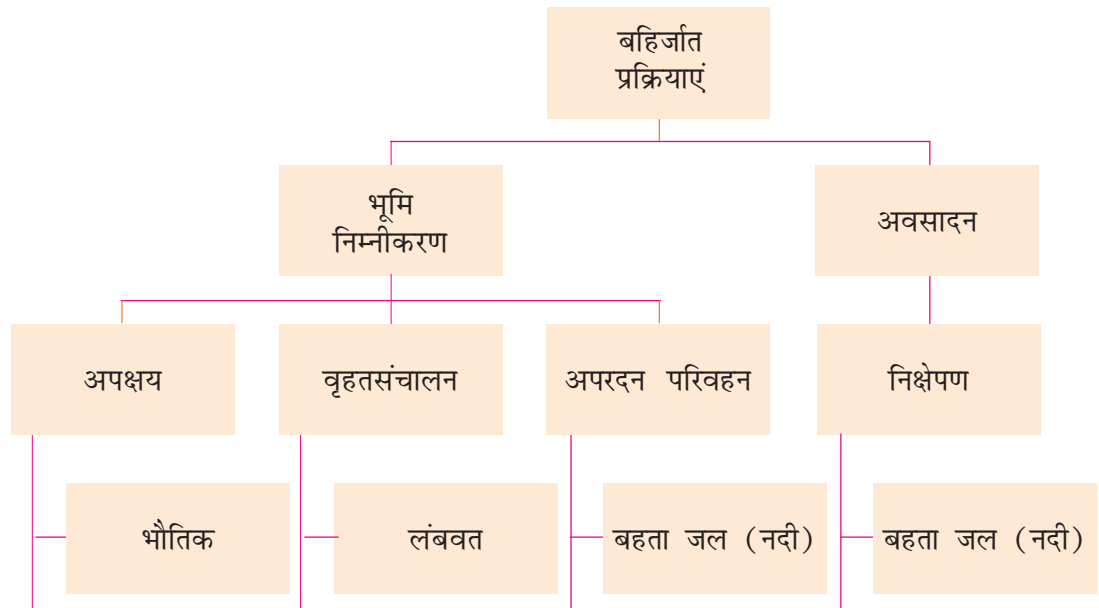 बहिर्जात
प्रक्रियाएं
भूमि
निम्नीकरण
अवसादन
अपक्षय
वृहतसंचालन
अपरदन परिवहन
निक्षेपण
भौतिक
लंबवत
बहता जल (नदी)
बहता जल (नदी)